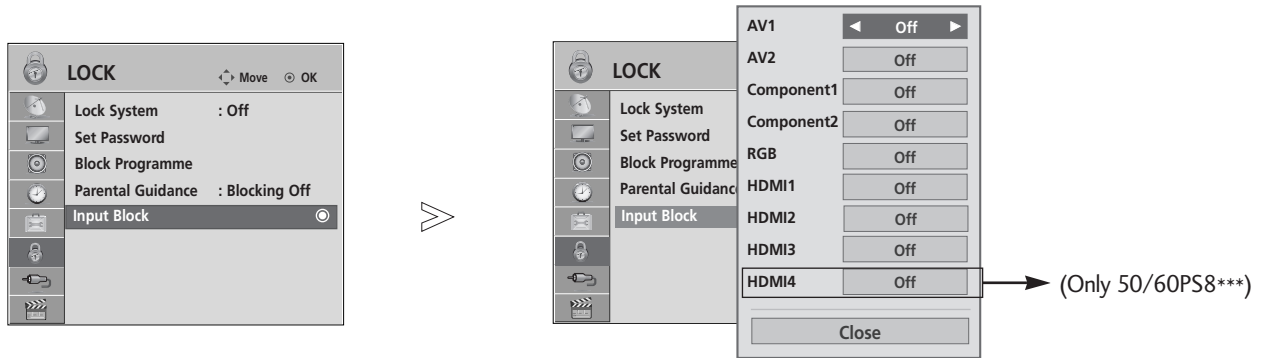 LOCK
Move OK
Lock System : Off
Set Password
Block Programme
Parental Guidance : Blocking Off
Input Block
LOCK
Lock System
Set Password
Block Programme
Parental Guidanc
Input Block
AV1 Off
AV2 Off
Component1 Off
Component2 Off
RGB Off
HDMI1 Off
HDMI2 Off
HDMI3 Off
HDMI4 Off
Close
(Only 50/60PS8***)